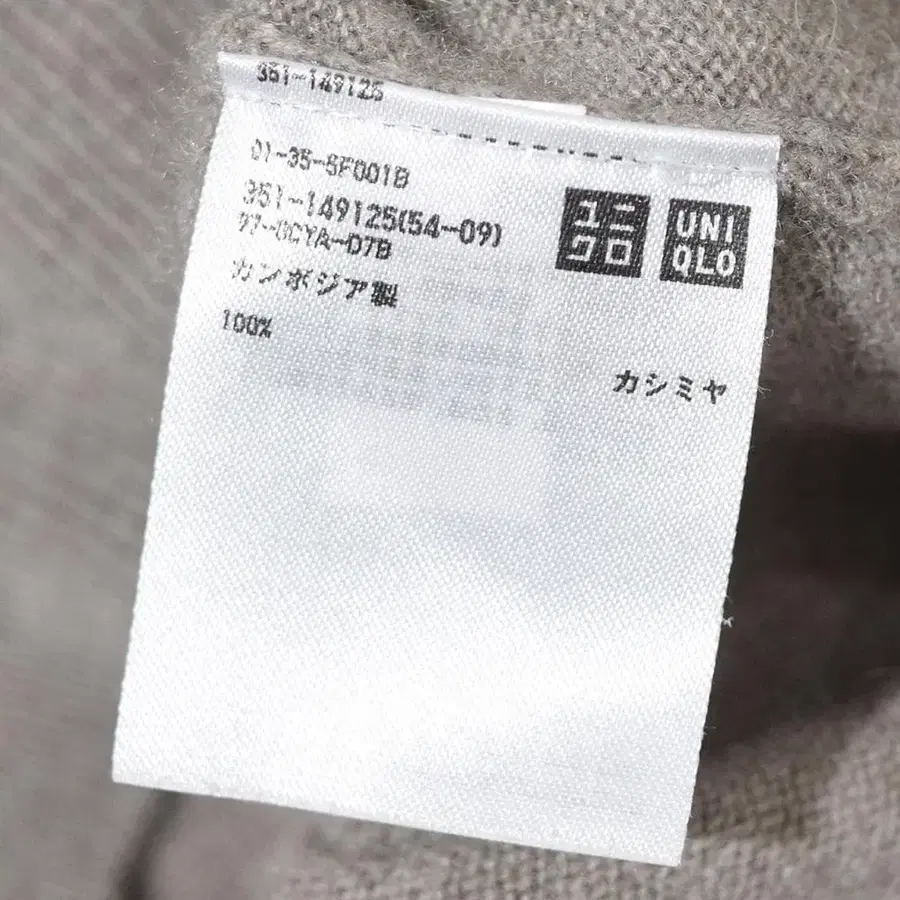 351-149125
01-35-SF001B
351-149125(54-09)
97-0CYA-07B
カンボジア製
100%
カシミヤ
ユニ
クロ
UNI
QLO